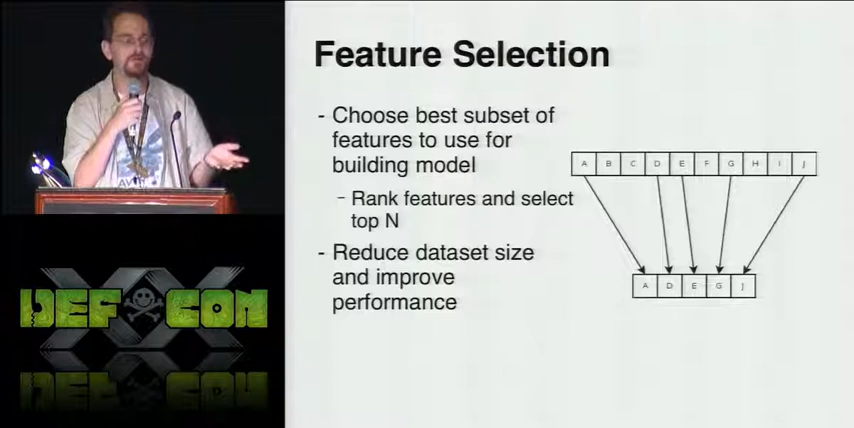 Feature Selection
- Choose best subset of
features to use for
building model
- Rank features and select
top N
- Reduce dataset size
and improve
performance
A B C D E F G H I J
A D E G J
DEF CON
XX